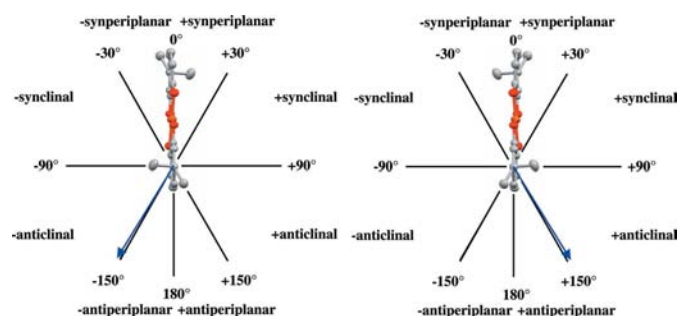 -synperiplanar +synperiplanar
0°
-30° +30°
-synclinal +synclinal
-90° +90°
-anticlinal +anticlinal
-150° +150°
180°
-antiperiplanar +antiperiplanar
-synperiplanar +synperiplanar
0°
-30° +30°
-synclinal +synclinal
-90° +90°
-anticlinal +anticlinal
-150° +150°
180°
-antiperiplanar +antiperiplanar